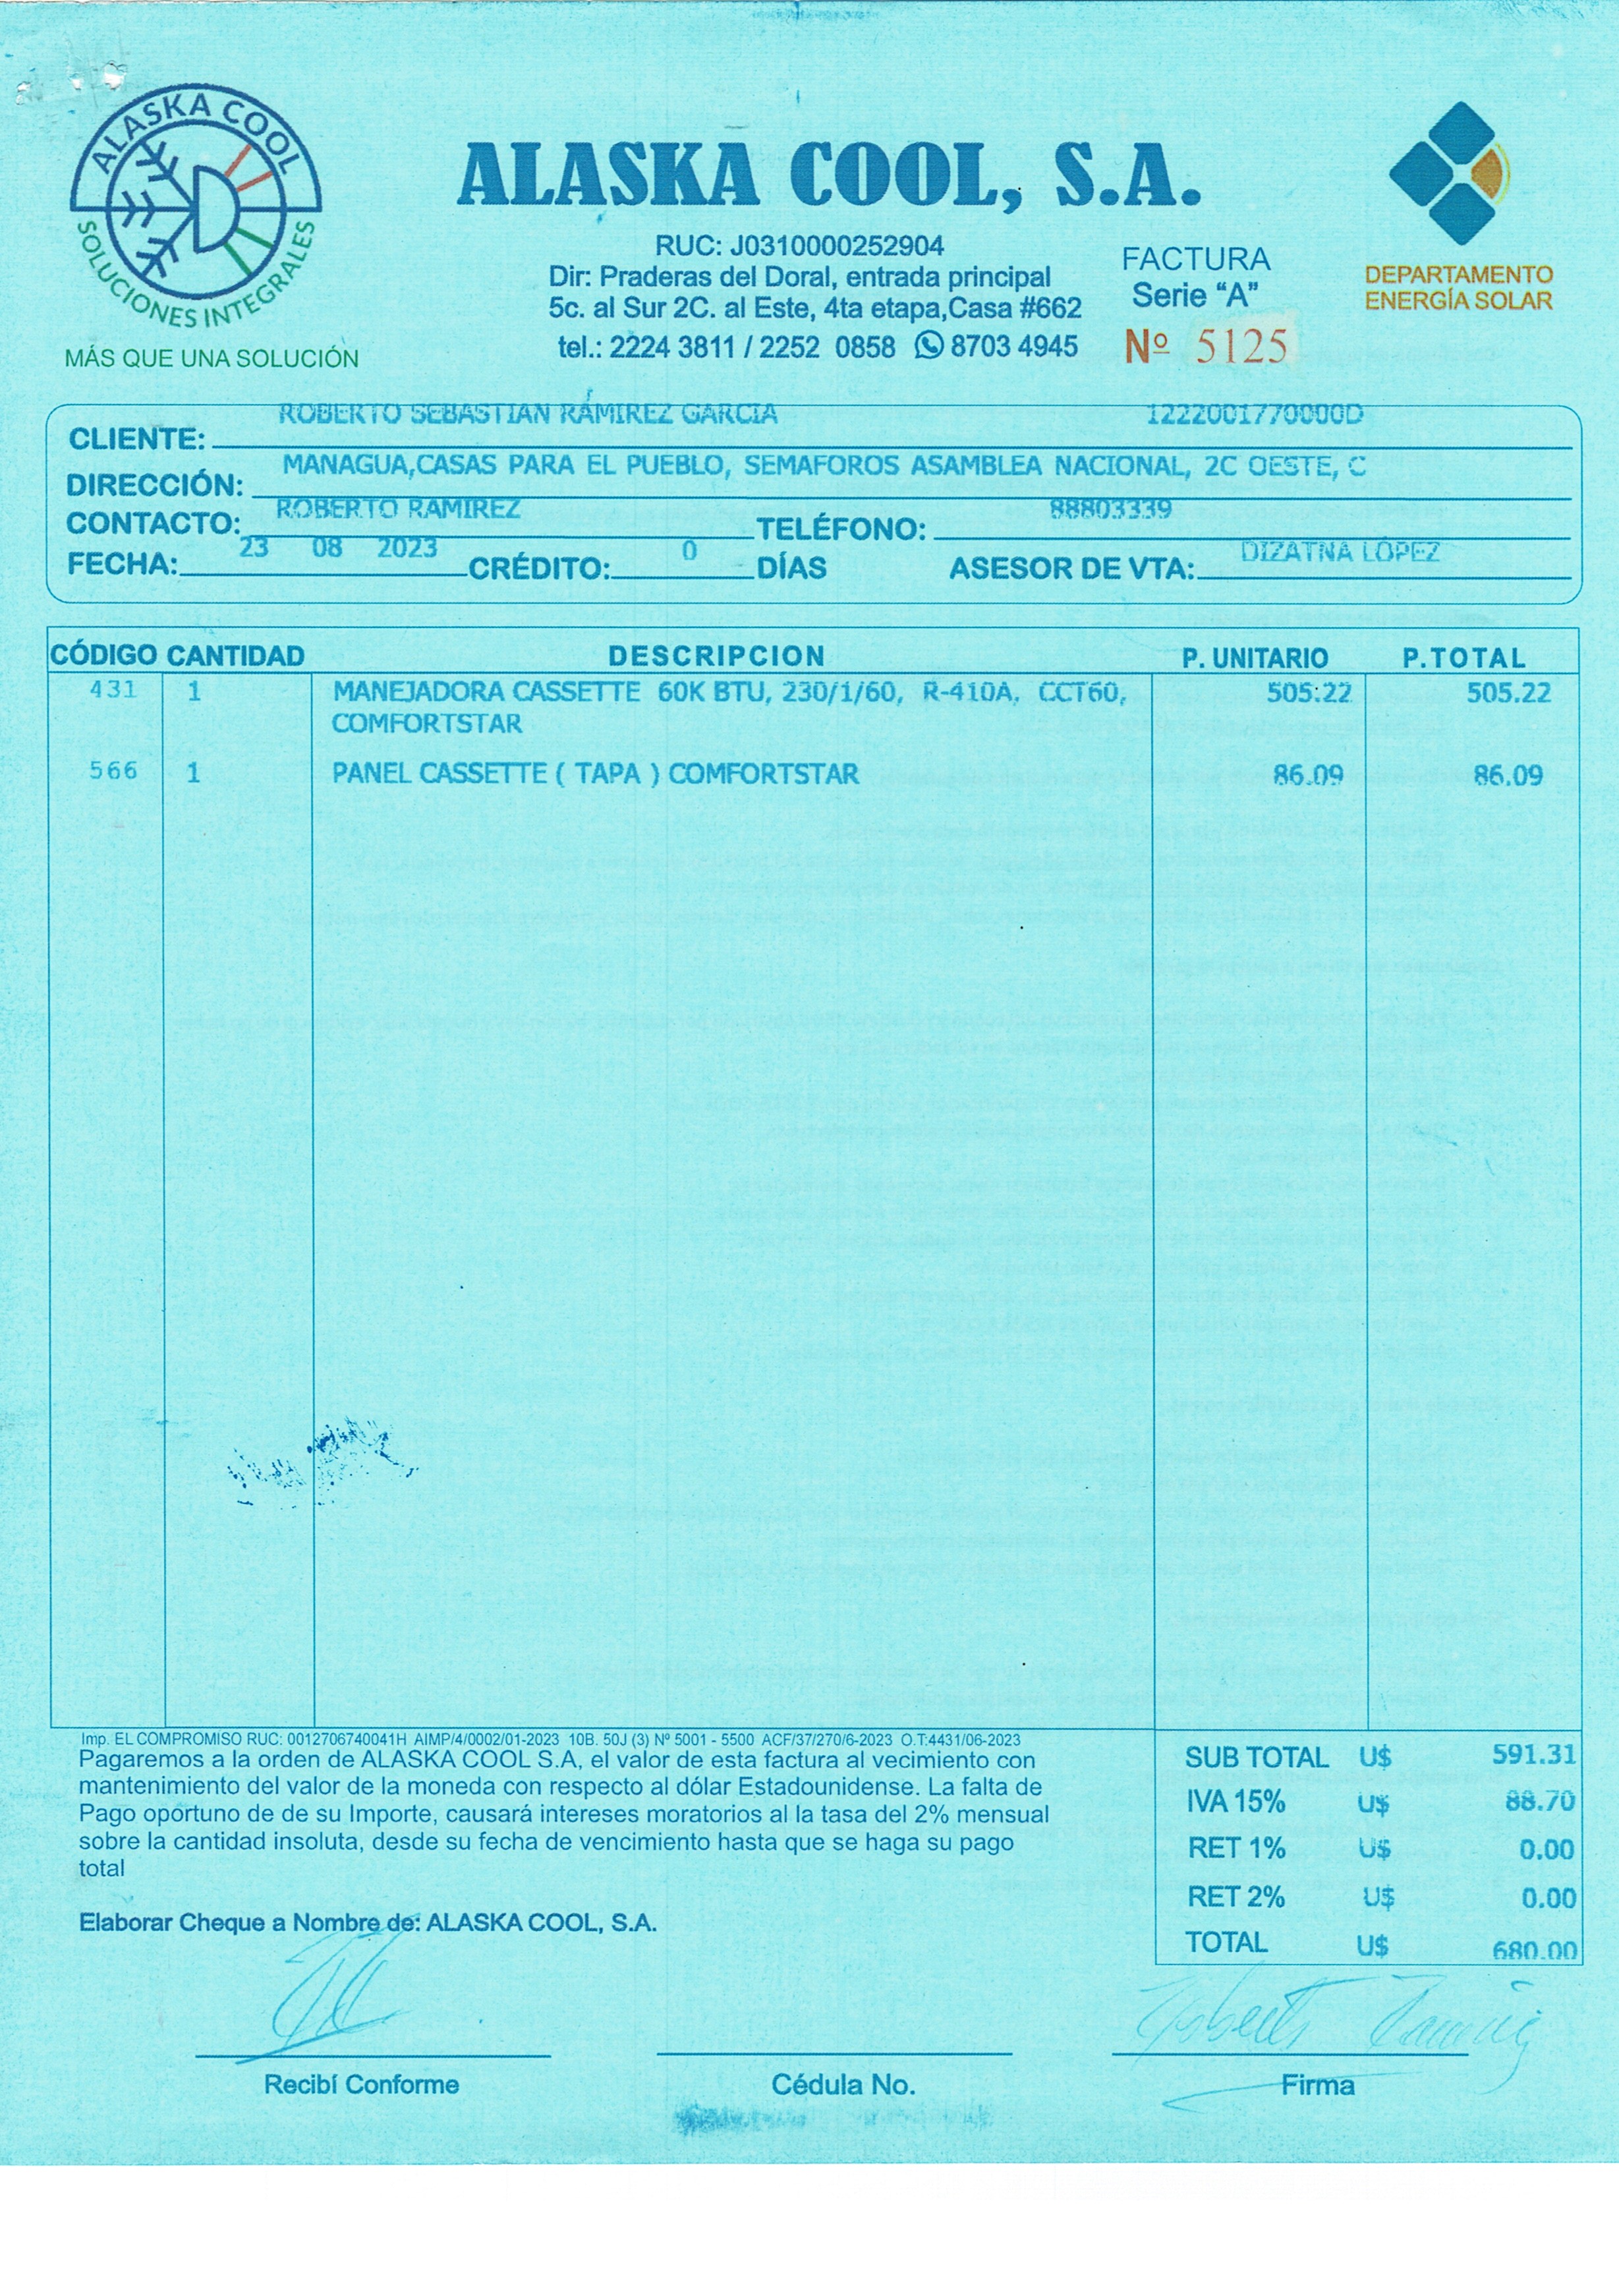 ALASKA COOL
SOLUCIONES INTEGRALES
MÁS QUE UNA SOLUCIÓN
ALASKA COOL, S.A.
RUC: J0310000252904
Dir: Praderas del Doral, entrada principal
5c. al Sur 2C. al Este, 4ta etapa,Casa #662
tel.: 2224 3811 / 2252 0858 8703 4945
FACTURA
Serie “A”
Nº 5125
DEPARTAMENTO
ENERGÍA SOLAR
CLIENTE: ROBERTO SEBASTIAN RAMIREZ GARCIA 1222001770000D
DIRECCIÓN: MANAGUA,CASAS PARA EL PUEBLO, SEMAFOROS ASAMBLEA NACIONAL, 2C OESTE, C
CONTACTO: ROBERTO RAMIREZ TELÉFONO: 88803339
FECHA: 23 08 2023 CRÉDITO: 0 DÍAS ASESOR DE VTA: DIZATNA LÓPEZ
CÓDIGO CANTIDAD DESCRIPCION P. UNITARIO P.TOTAL
431 1 MANEJADORA CASSETTE 60K BTU, 230/1/60, R-410A, CCT60, 505.22 505.22
COMFORTSTAR
566 1 PANEL CASSETTE ( TAPA ) COMFORTSTAR 86.09 86.09
Imp. EL COMPROMISO RUC: 0012706740041H AIMP/4/0002/01-2023 10B. 50J (3) Nº 5001 - 5500 ACF/37/270/6-2023 O.T:4431/06-2023
Pagaremos a la orden de ALASKA COOL S.A, el valor de esta factura al vecimiento con
mantenimiento del valor de la moneda con respecto al dólar Estadounidense. La falta de
Pago oportuno de de su Importe, causará intereses moratorios al la tasa del 2% mensual
sobre la cantidad insoluta, desde su fecha de vencimiento hasta que se haga su pago
total
Elaborar Cheque a Nombre de: ALASKA COOL, S.A.
SUB TOTAL U$ 591.31
IVA 15% U$ 88.70
RET 1% U$ 0.00
RET 2% U$ 0.00
TOTAL U$ 680.00
Roberto Ramirez
Recibí Conforme Cédula No. Firma